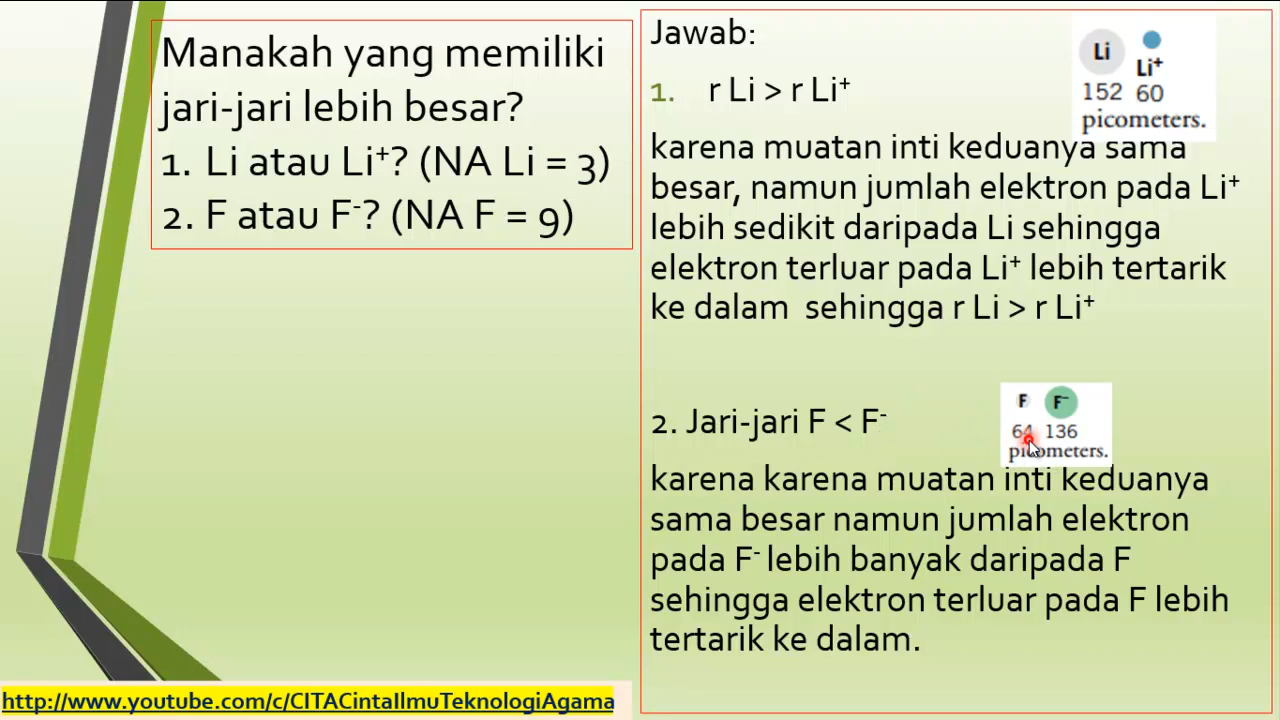 Manakah yang memiliki
jari-jari lebih besar?
1. Li atau Li⁺? (NA Li = 3)
2. F atau F⁻? (NA F = 9)
Jawab:
1. r Li > r Li⁺
Li Li⁺
152 60
picometers.
karena muatan inti keduanya sama
besar, namun jumlah elektron pada Li⁺
lebih sedikit daripada Li sehingga
elektron terluar pada Li⁺ lebih tertarik
ke dalam sehingga r Li > r Li⁺
2. Jari-jari F < F⁻
F F⁻
64 136
picometers.
karena karena muatan inti keduanya
sama besar namun jumlah elektron
pada F⁻ lebih banyak daripada F
sehingga elektron terluar pada F lebih
tertarik ke dalam.
http://www.youtube.com/c/CITACintaIlmuTeknologiAgama